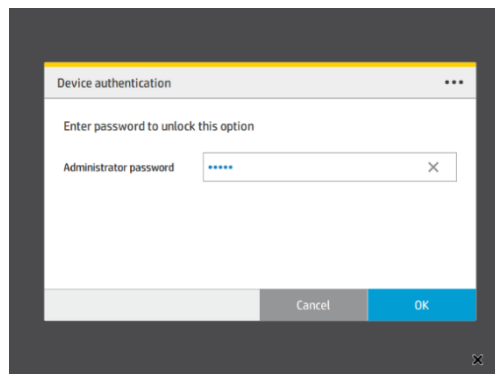 Device authentication
Enter password to unlock this option
Administrator password •••••
Cancel OK